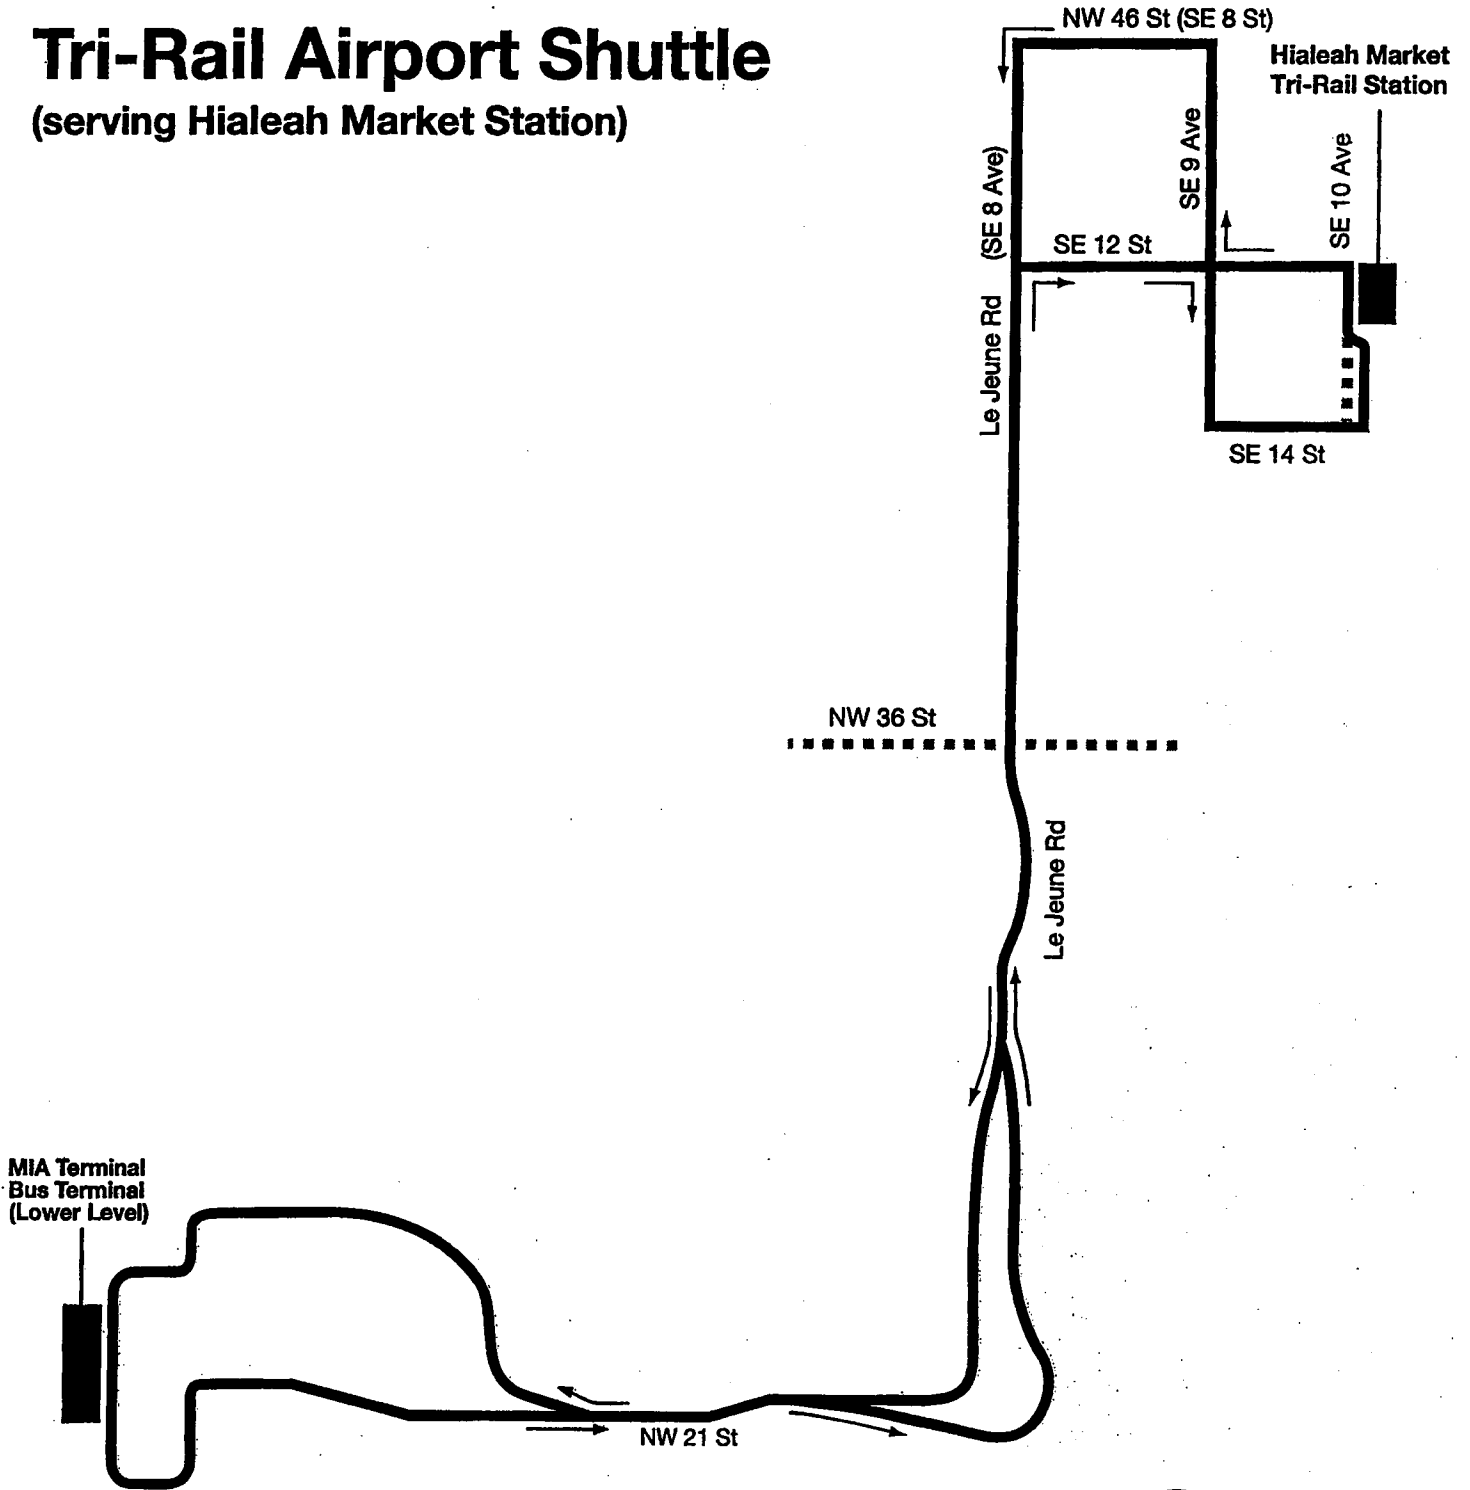 Tri-Rail Airport Shuttle
(serving Hialeah Market Station)
NW 46 St (SE 8 St)
Hialeah Market
Tri-Rail Station
(SE 8 Ave)
SE 9 Ave
SE 10 Ave
SE 12 St
Le Jeune Rd
SE 14 St
NW 36 St
Le Jeune Rd
MIA Terminal
Bus Terminal
(Lower Level)
NW 21 St